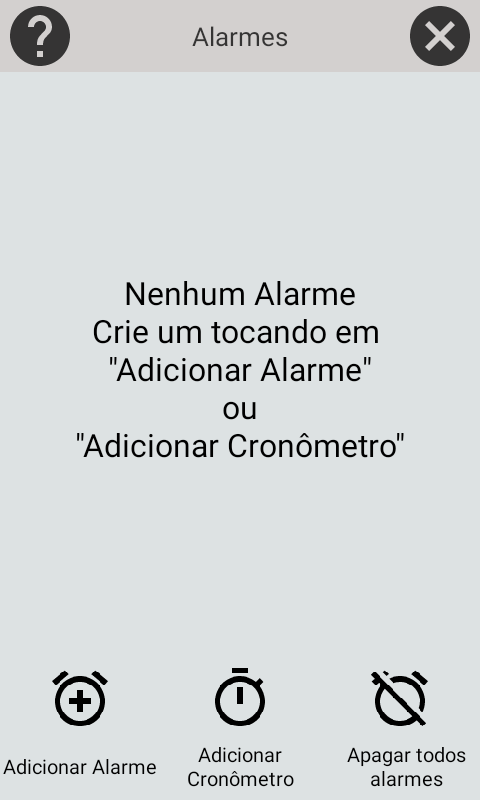 Alarmes
Nenhum Alarme
Crie um tocando em
"Adicionar Alarme"
ou
"Adicionar Cronômetro"
Adicionar Alarme
Adicionar
Cronômetro
Apagar todos
alarmes